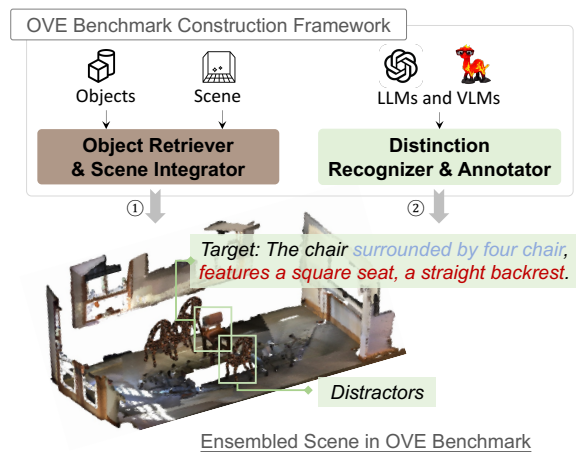 OVE Benchmark Construction Framework
Objects
Scene
LLMs and VLMs
Object Retriever
& Scene Integrator
Distinction
Recognizer & Annotator
①
②
Target: The chair surrounded by four chair,
features a square seat, a straight backrest.
Distractors
Ensembled Scene in OVE Benchmark